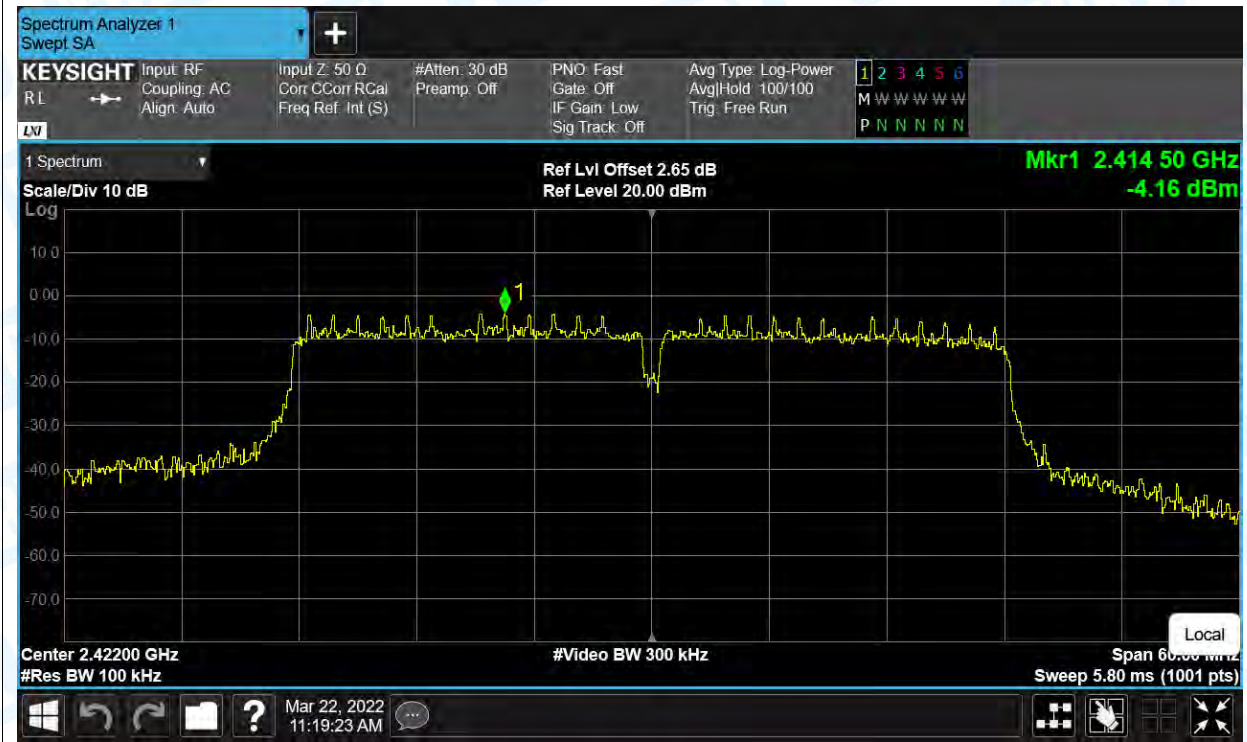 Spectrum Analyzer 1
Swept SA
KEYSIGHT
R L
LXI
Input: RF
Coupling: AC
Align: Auto
Input Z: 50 Ω
Corr CCorr RCal
Freq Ref: Int (S)
#Atten: 30 dB
Preamp: Off
PNO: Fast
Gate: Off
IF Gain: Low
Sig Track: Off
Avg Type: Log-Power
Avg|Hold: 100/100
Trig: Free Run
1 2 3 4 5 6
M W W W W W W
P N N N N N N
1 Spectrum
Scale/Div 10 dB
Ref Lvl Offset 2.65 dB
Ref Level 20.00 dBm
Mkr1 2.414 50 GHz
-4.16 dBm
Log
10.0
0.00
-10.0
-20.0
-30.0
-40.0
-50.0
-60.0
-70.0
1
Local
Center 2.42200 GHz
#Res BW 100 kHz
#Video BW 300 kHz
Span 60.00 MHz
Sweep 5.80 ms (1001 pts)
?
Mar 22, 2022
11:19:23 AM